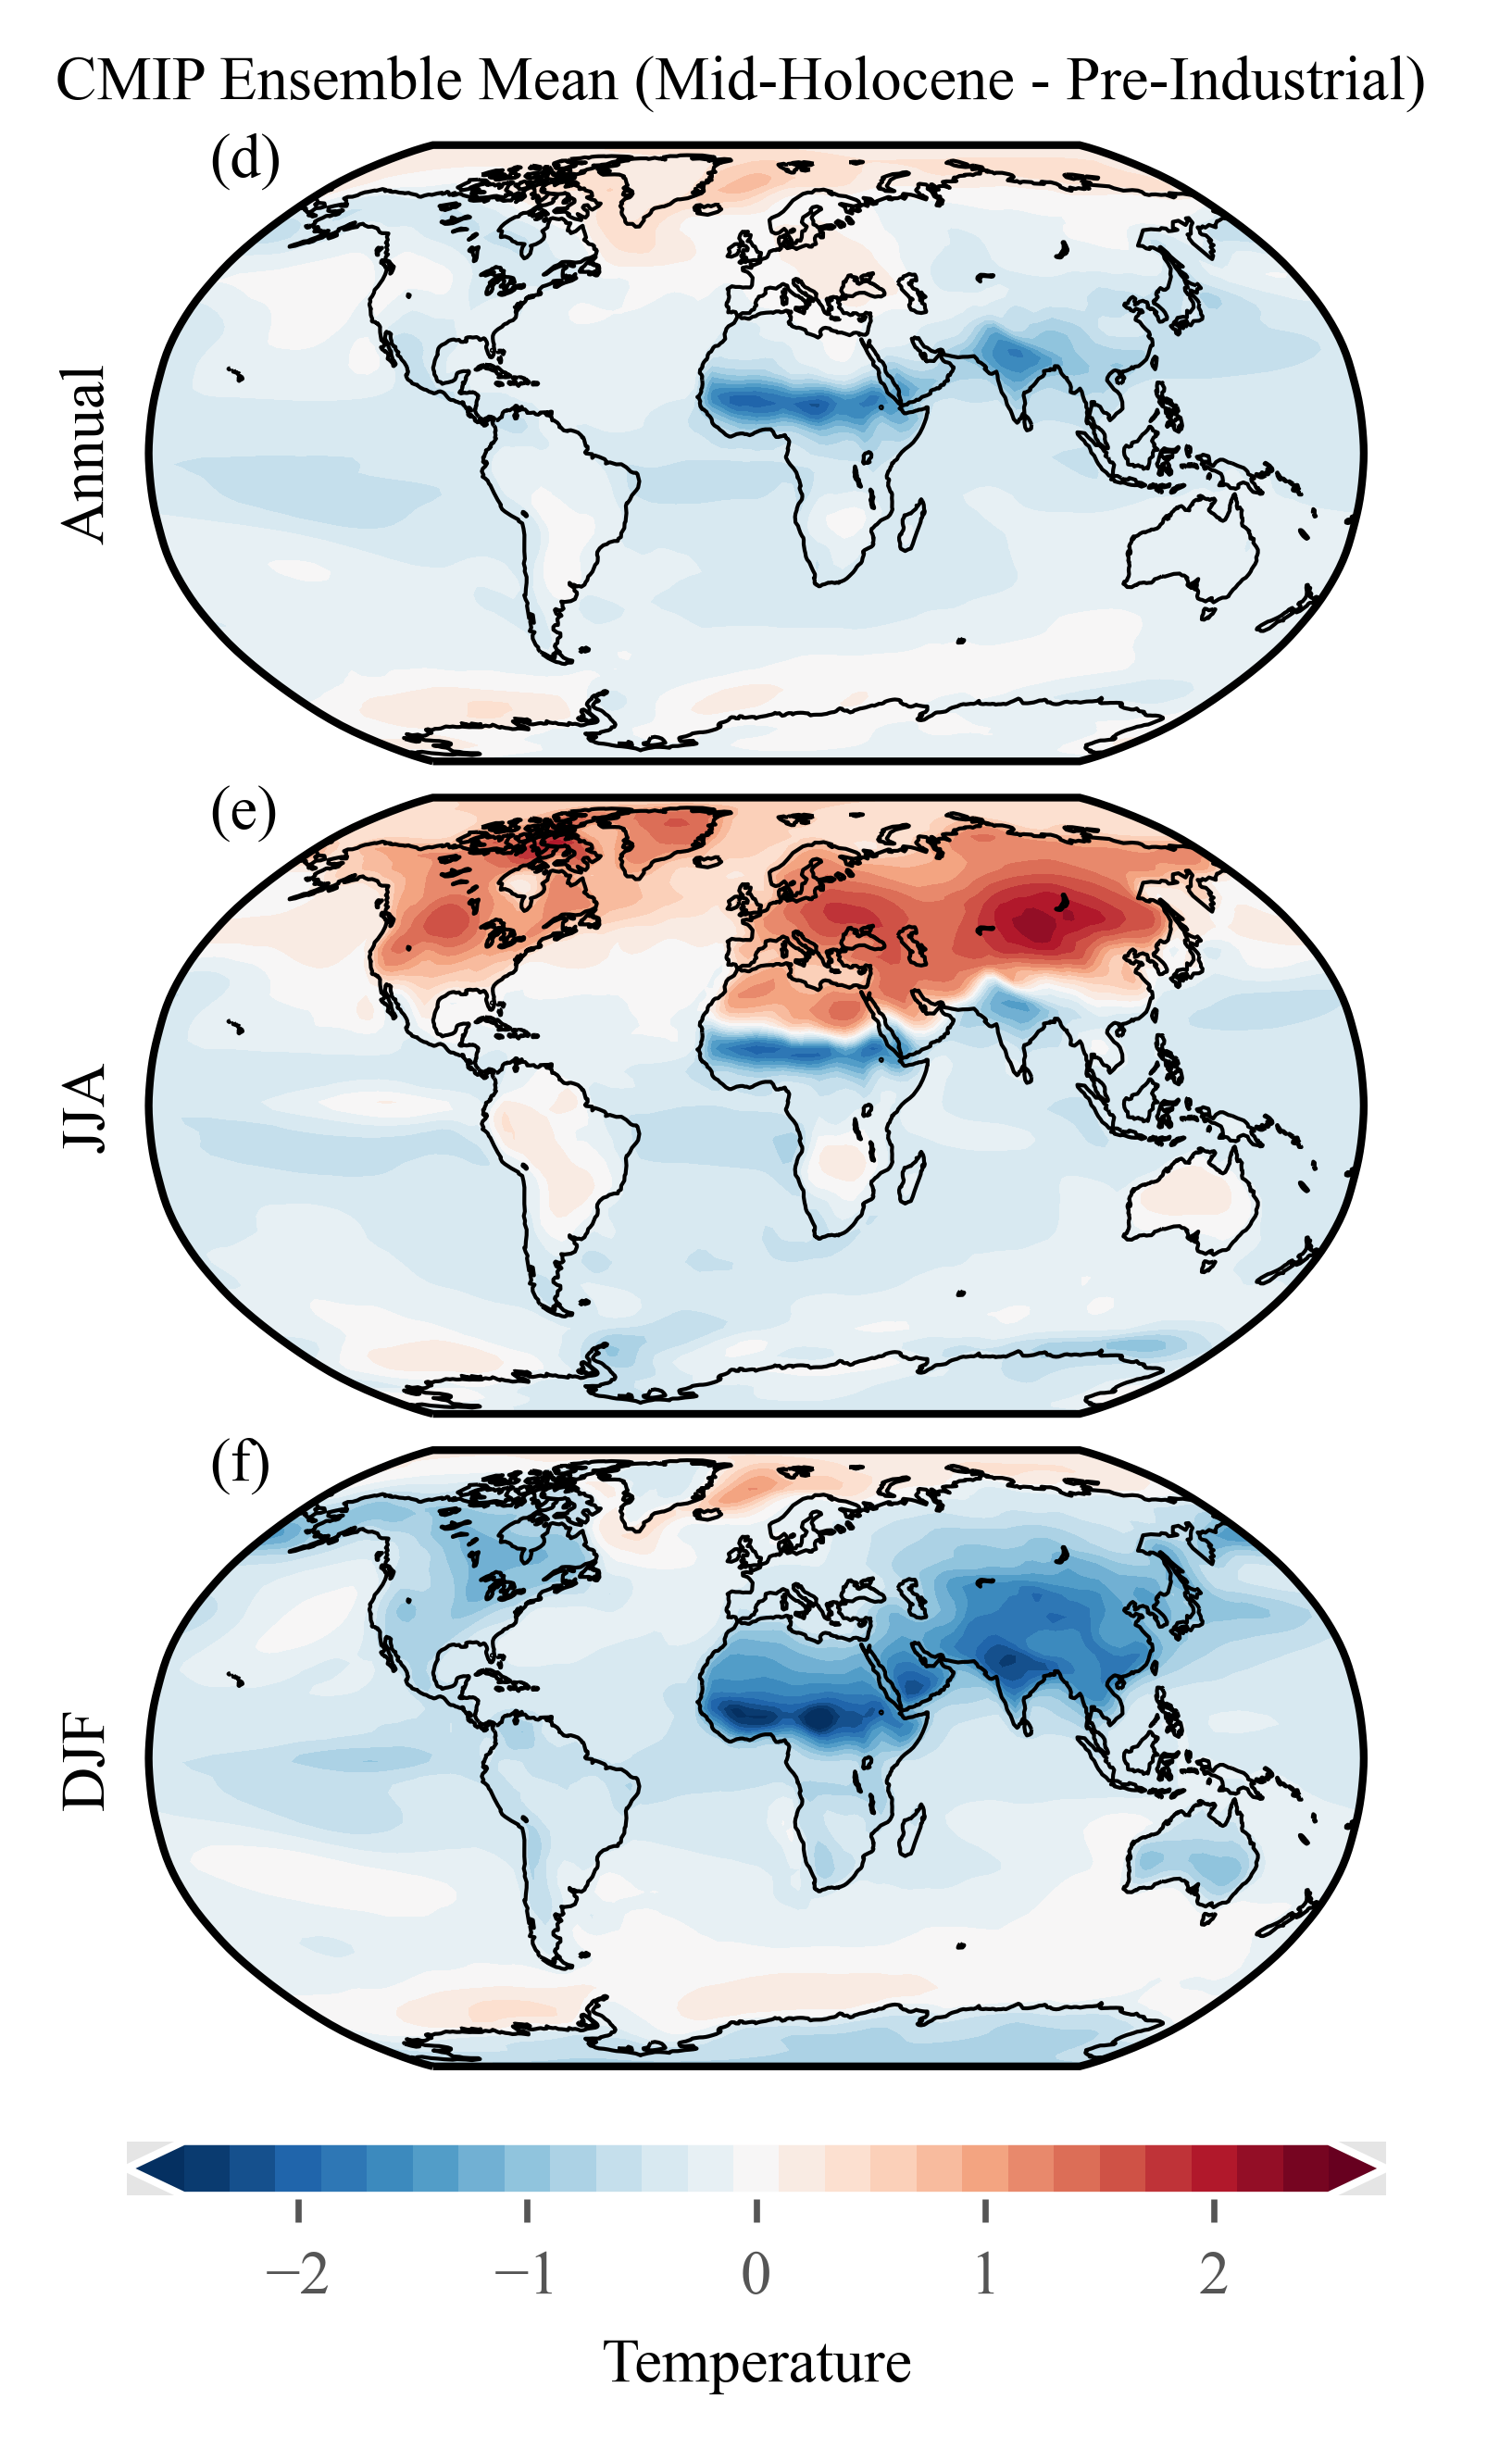 CMIP Ensemble Mean (Mid-Holocene - Pre-Industrial)
(d)
Annual
(e)
JJA
(f)
DJF
−2 −1 0 1 2
Temperature